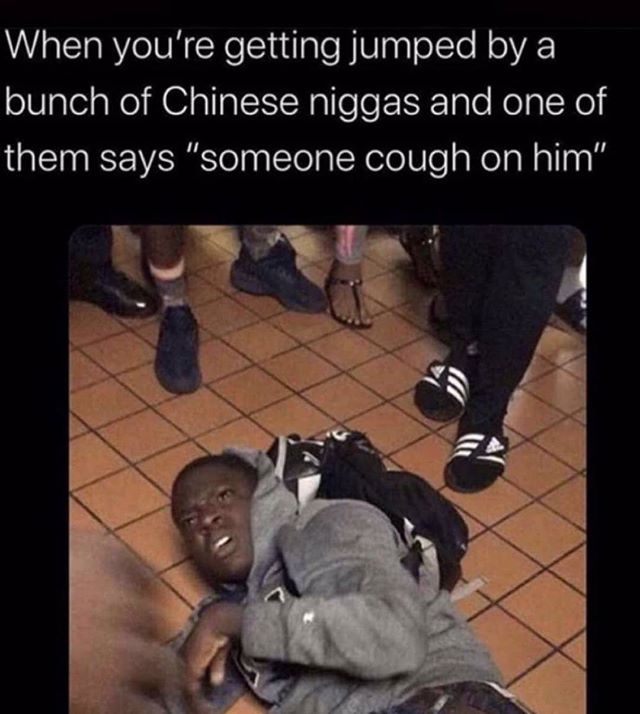 When you're getting jumped by a
bunch of Chinese niggas and one of
them says "someone cough on him"